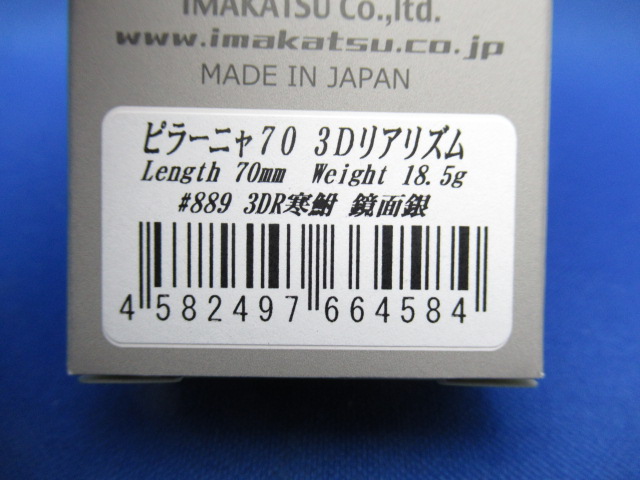 IMAKATSU Co.,ltd.
www.imakatsu.co.jp
MADE IN JAPAN
ピラーニャ70 3Dリアリズム
Length 70mm Weight 18.5g
#889 3DR寒鮒 鏡面銀
4 582497 664584